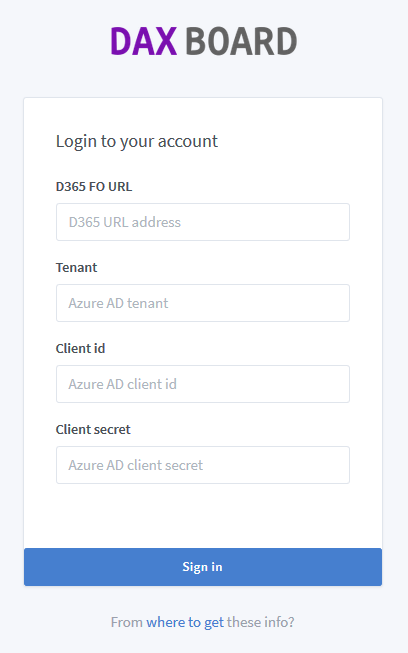 DAX BOARD
Login to your account
D365 FO URL
D365 URL address
Tenant
Azure AD tenant
Client id
Azure AD client id
Client secret
Azure AD client secret
Sign in
From where to get these info?